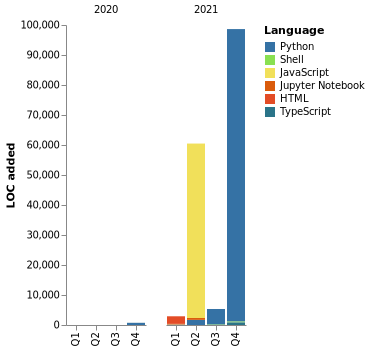 2020 2021
Language
Python
Shell
JavaScript
Jupyter Notebook
HTML
TypeScript
LOC added
100,000
90,000
80,000
70,000
60,000
50,000
40,000
30,000
20,000
10,000
0
Q1 Q2 Q3 Q4 Q1 Q2 Q3 Q4